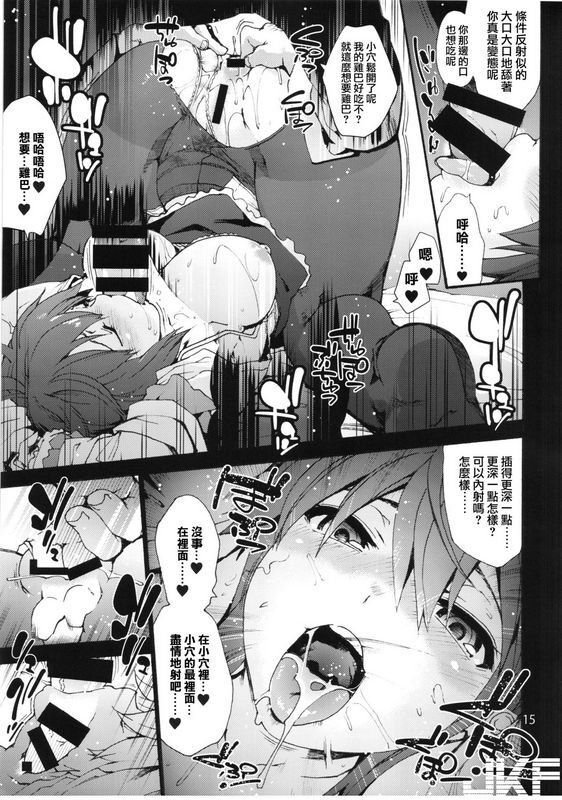 條件反射似的
大口大口地舔著
你真是變態呢
你那邊的口
也想吃呢
呼哈
……♥
小穴鬆開了呢
我的雞巴好吃不?
就這麼想要雞巴?
唔哈唔哈♥
想要…雞巴……♥
嗯♥
呼♥
插得更深一點…
更深一點怎樣?
可以內射嗎?
怎麼樣……
沒事……♥
在裡面……♥
在小穴裡…♥
小穴的最裡面…
盡情地射吧……♥
15
JKF